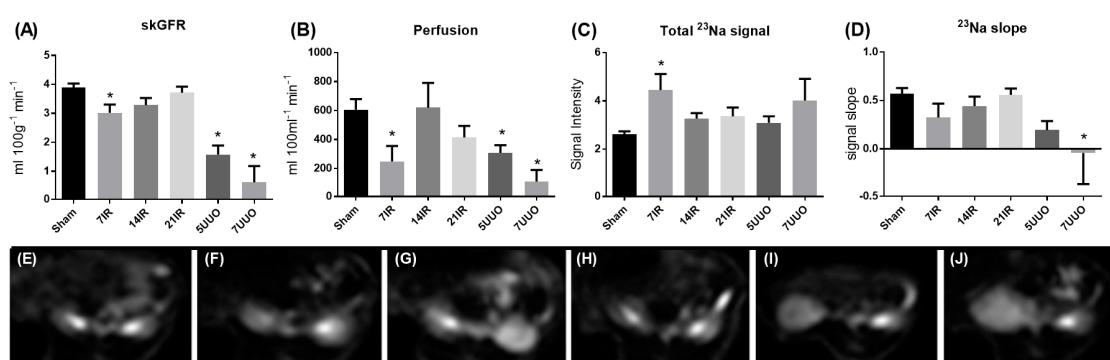 (A)
skGFR
ml 100g⁻¹ min⁻¹
5
4
3
2
1
0
Sham
7IR
14IR
21IR
5UUO
7UUO
*
*
*
(B)
Perfusion
ml 100ml⁻¹ min⁻¹
1000
800
600
400
200
0
Sham
7IR
14IR
21IR
5UUO
7UUO
*
*
*
(C)
Total ²³Na signal
Signal Intensity
6
4
2
0
Sham
7IR
14IR
21IR
5UUO
7UUO
*
(D)
²³Na slope
signal slope
1.0
0.5
0.0
-0.5
Sham
7IR
14IR
21IR
5UUO
7UUO
*
(E)
(F)
(G)
(H)
(I)
(J)